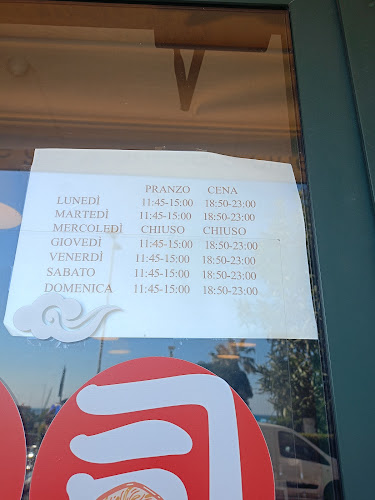 PRANZO CENA
LUNEDÌ 11:45-15:00 18:50-23:00
MARTEDÌ 11:45-15:00 18:50-23:00
MERCOLEDÌ CHIUSO CHIUSO
GIOVEDÌ 11:45-15:00 18:50-23:00
VENERDÌ 11:45-15:00 18:50-23:00
SABATO 11:45-15:00 18:50-23:00
DOMENICA 11:45-15:00 18:50-23:00